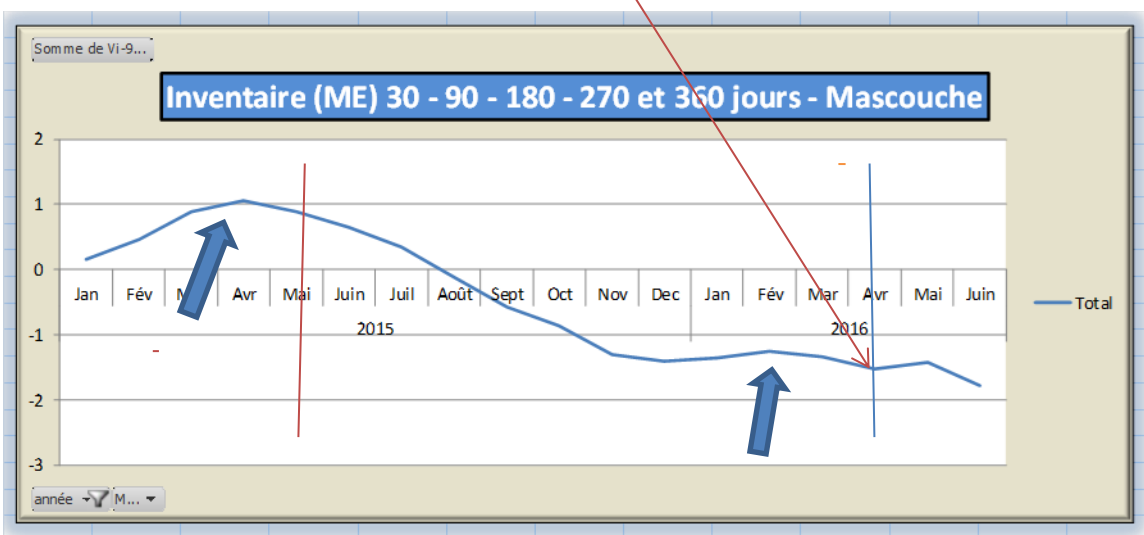 Somme de Vi-9...
Inventaire (ME) 30 - 90 - 180 - 270 et 360 jours - Mascouche
2
1
0
-1
-2
-3
Jan Fév Avr Mai Juin Juil Août Sept Oct Nov Dec Jan Fév Mar Avr Mai Juin
2015 2016
Total
année M...